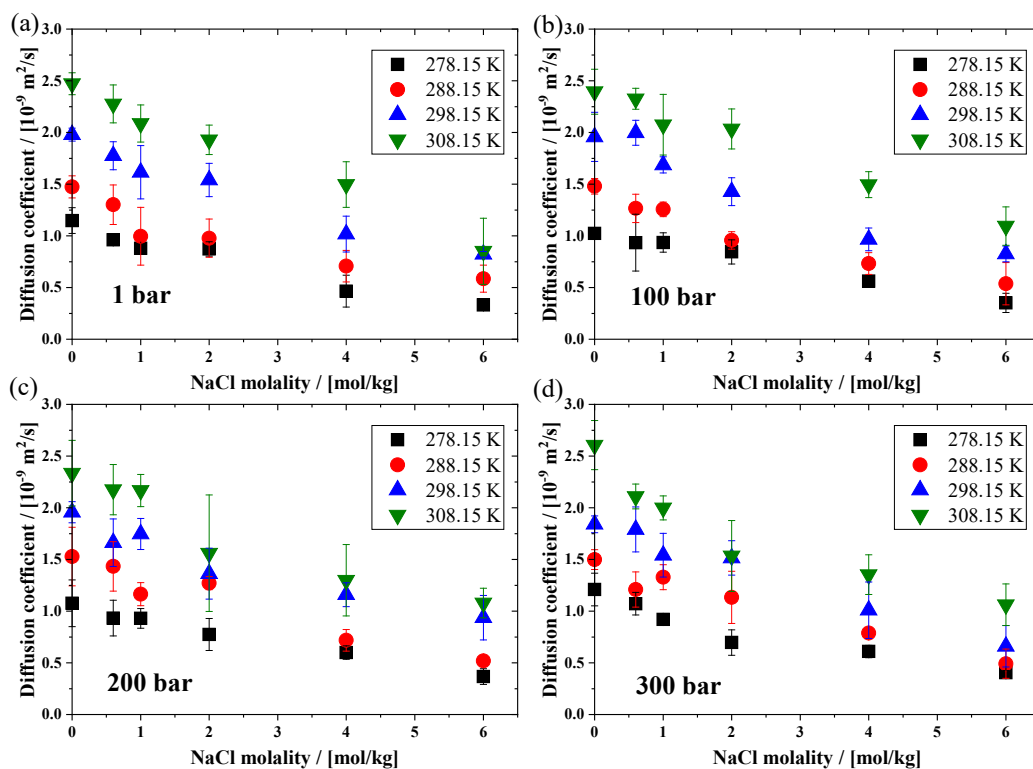 (a)
3.0
2.5
2.0
1.5
1.0
0.5
0.0
Diffusion coefficient / [10⁻⁹ m²/s]
278.15 K
288.15 K
298.15 K
308.15 K
1 bar
0 1 2 3 4 5 6
NaCl molality / [mol/kg]
(b)
3.0
2.5
2.0
1.5
1.0
0.5
0.0
Diffusion coefficient / [10⁻⁹ m²/s]
278.15 K
288.15 K
298.15 K
308.15 K
100 bar
0 1 2 3 4 5 6
NaCl molality / [mol/kg]
(c)
3.0
2.5
2.0
1.5
1.0
0.5
0.0
Diffusion coefficient / [10⁻⁹ m²/s]
278.15 K
288.15 K
298.15 K
308.15 K
200 bar
0 1 2 3 4 5 6
NaCl molality / [mol/kg]
(d)
3.0
2.5
2.0
1.5
1.0
0.5
0.0
Diffusion coefficient / [10⁻⁹ m²/s]
278.15 K
288.15 K
298.15 K
308.15 K
300 bar
0 1 2 3 4 5 6
NaCl molality / [mol/kg]